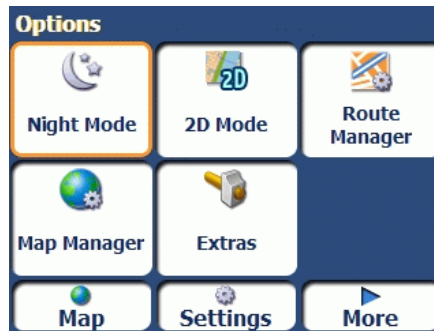 Options
2D
Night Mode
2D Mode
Route
Manager
Map Manager
Extras
Map
Settings
More